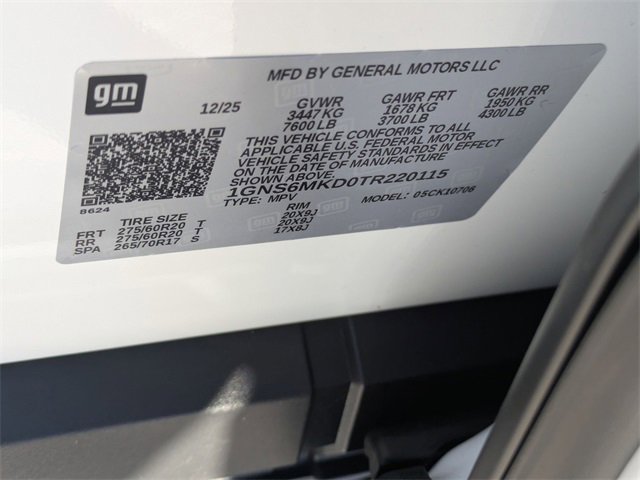 gm
MFD BY GENERAL MOTORS LLC
12/25 GVWR GAWR FRT GAWR RR
3447 KG 1678 KG 1950 KG
7600 LB 3700 LB 4300 LB
THIS VEHICLE CONFORMS TO ALL
APPLICABLE U.S. FEDERAL MOTOR
VEHICLE SAFETY STANDARDS IN EFFECT
ON THE DATE OF MANUFACTURE
SHOWN ABOVE.
1GNS6MKD0TR220115
8624 TYPE: MPV MODEL: 05CK10706
TIRE SIZE RIM
FRT 275/60R20 T 20X9J
RR 275/60R20 T 20X9J
SPA 265/70R17 S 17X8J